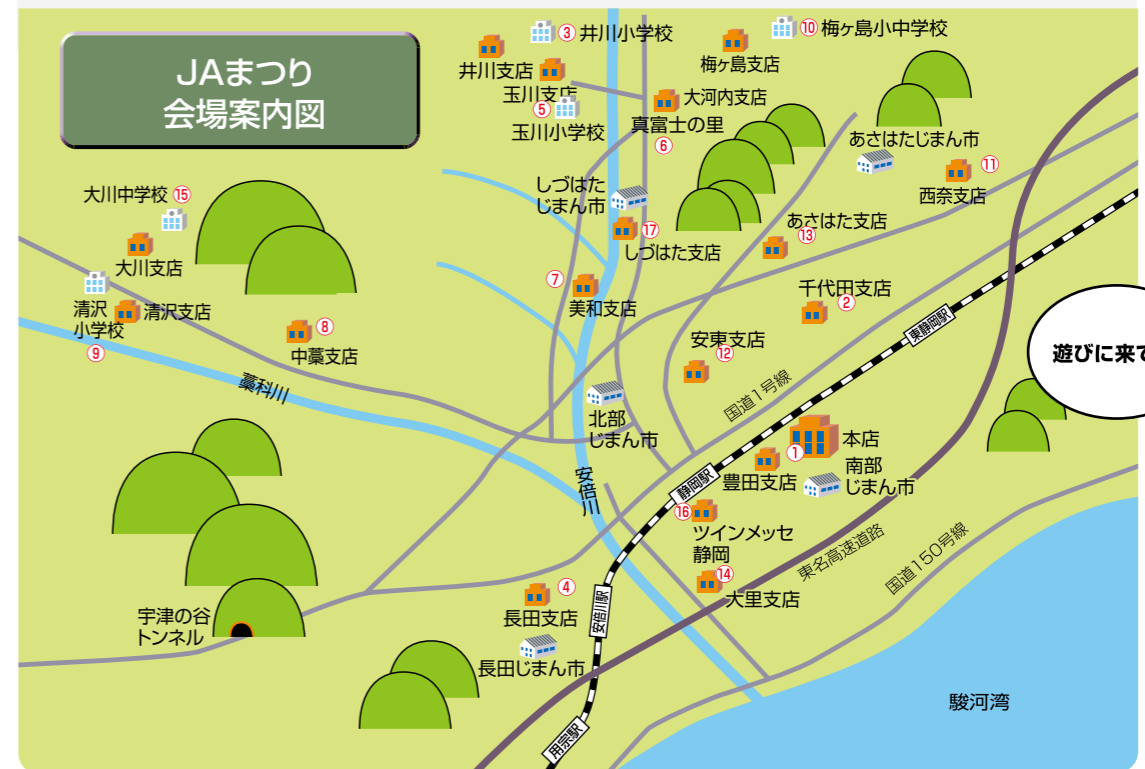 JAまつり
会場案内図
③ 井川小学校
井川支店
玉川支店
⑤
玉川小学校
⑩ 梅ヶ島小中学校
梅ヶ島支店
大河内支店
真富士の里
⑥
あさはたじまん市
⑪
西奈支店
大川中学校 ⑮
大川支店
しづはた
じまん市
⑰
しづはた支店
あさはた支店
⑬
清沢
小学校
⑨
清沢支店
⑧
中藁支店
⑦
美和支店
千代田支店
②
安東支店
⑫
東静岡駅
遊びに来て
藁科川
国道1号線
北部
じまん市
安倍川
静岡駅
①
本店
豊田支店
南部
じまん市
⑯
ツインメッセ
静岡
東名高速道路
国道150号線
⑭
大里支店
④
長田支店
安倍川駅
長田じまん市
宇津の谷
トンネル
用宗駅
駿河湾